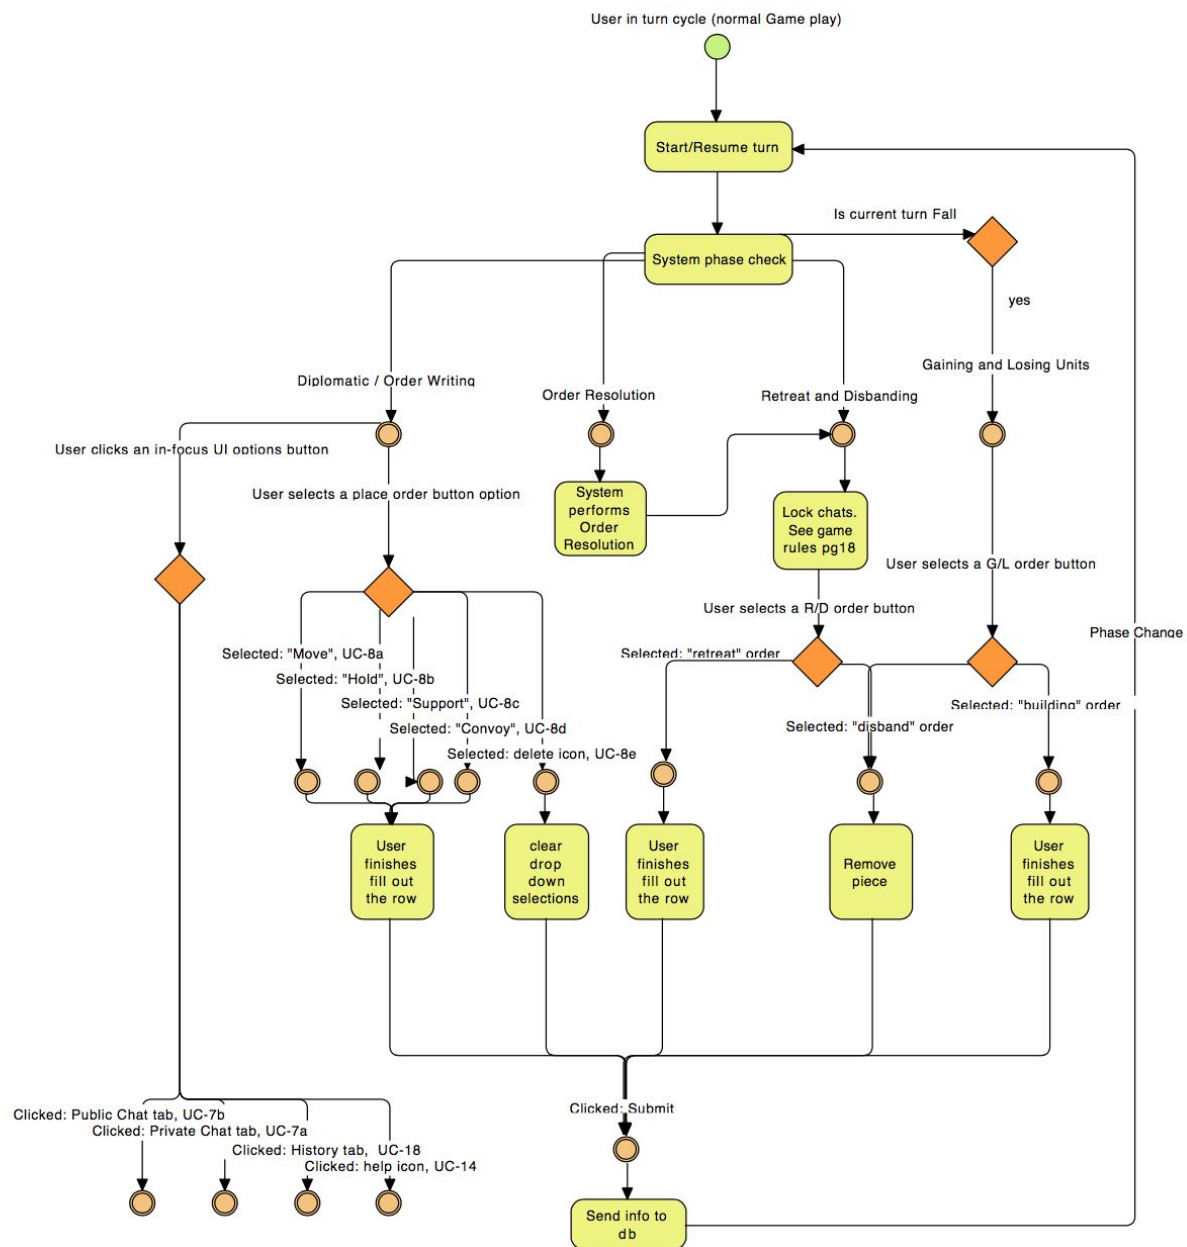 User in turn cycle (normal Game play)
Start/Resume turn
Is current turn Fall
System phase check
yes
Gaining and Losing Units
Diplomatic / Order Writing
Order Resolution
Retreat and Disbanding
User clicks an in-focus UI options button
User selects a place order button option
System
performs
Order
Resolution
Lock chats.
See game
rules pg18
User selects a G/L order button
User selects a R/D order button
Phase Change
Selected: "Move", UC-8a
Selected: "retreat" order
Selected: "Hold", UC-8b
Selected: "Support", UC-8c
Selected: "building" order
Selected: "Convoy", UC-8d
Selected: "disband" order
Selected: delete icon, UC-8e
User
finishes
fill out
the row
clear
drop
down
selections
User
finishes
fill out
the row
Remove
piece
User
finishes
fill out
the row
Clicked: Submit
Clicked: Public Chat tab, UC-7b
Clicked: Private Chat tab, UC-7a
Clicked: History tab, UC-18
Clicked: help icon, UC-14
Send info to
db